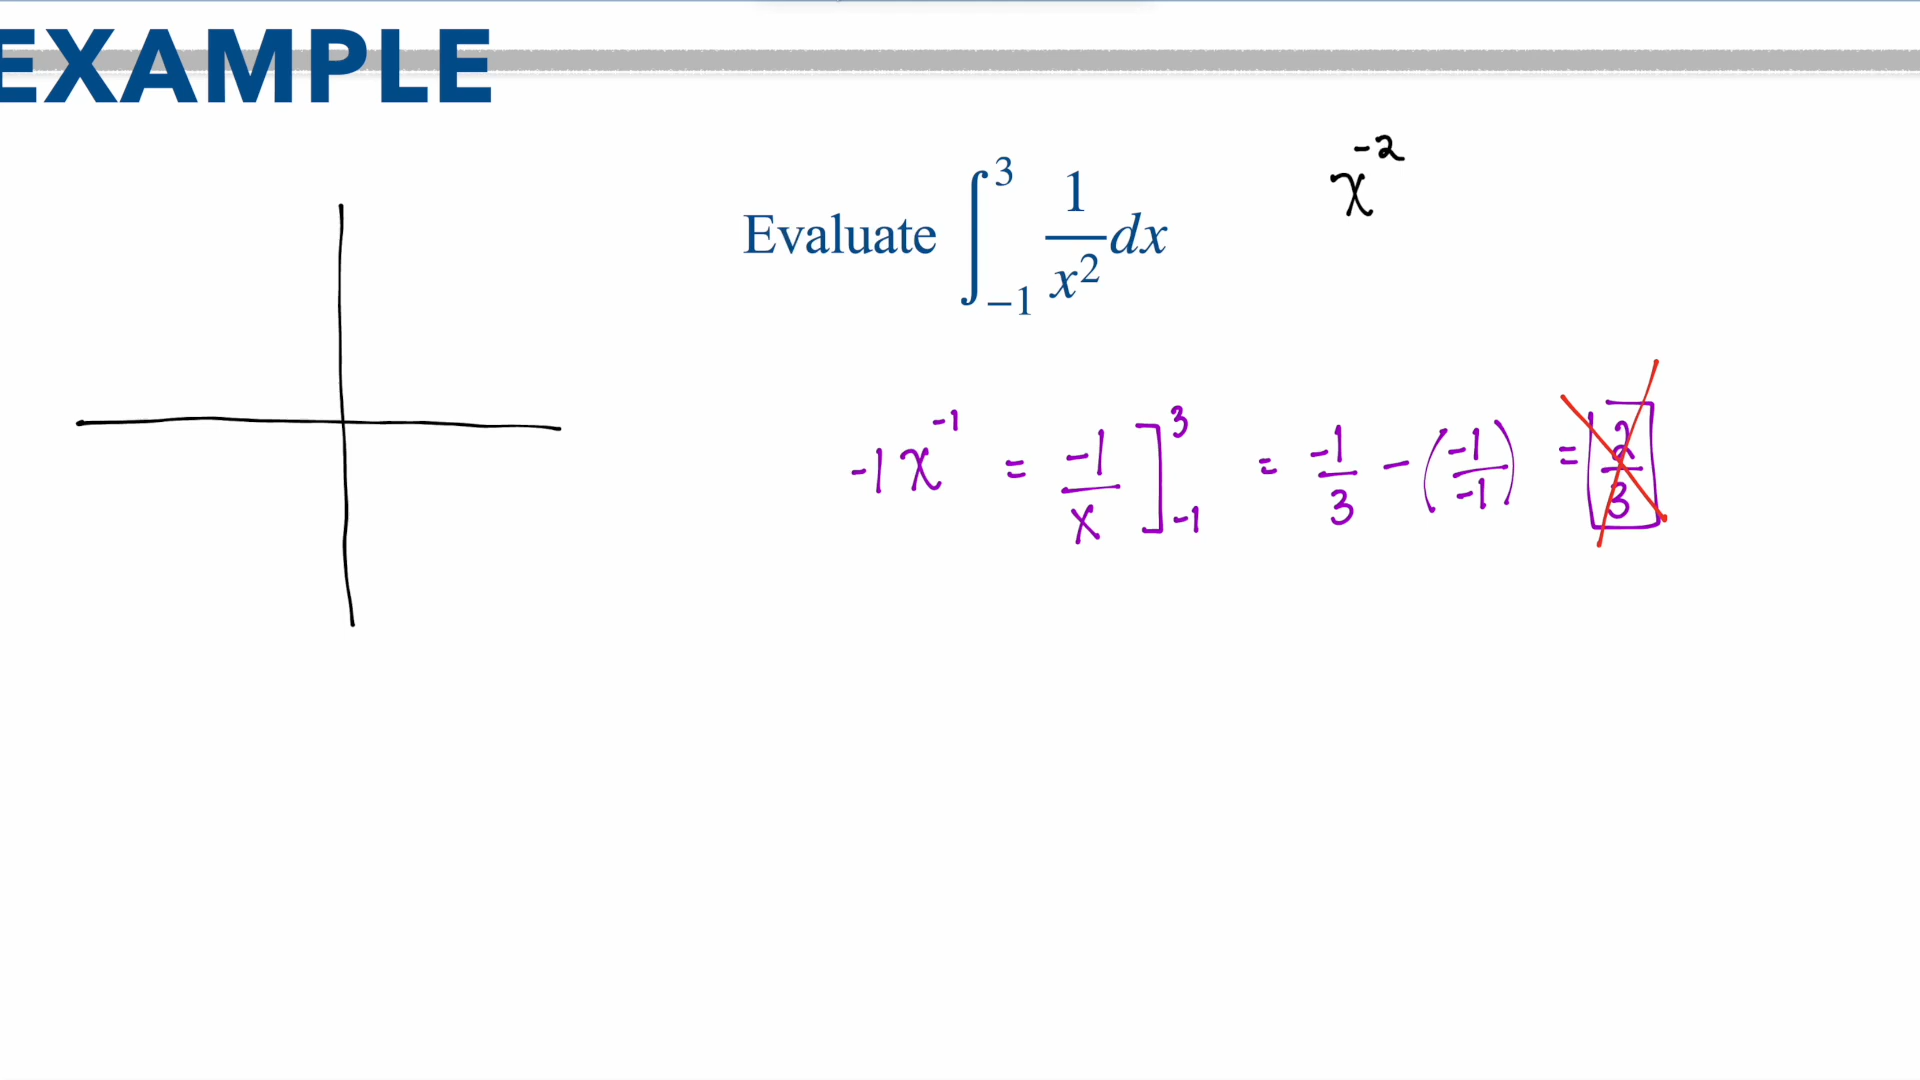 EXAMPLE
Evaluate ∫_{-1}^{3} 1/x² dx
x^{-2}
-1x^{-1} = -1/x ]_{-1}^{3} = -1/3 - (-1/-1) = 2/3